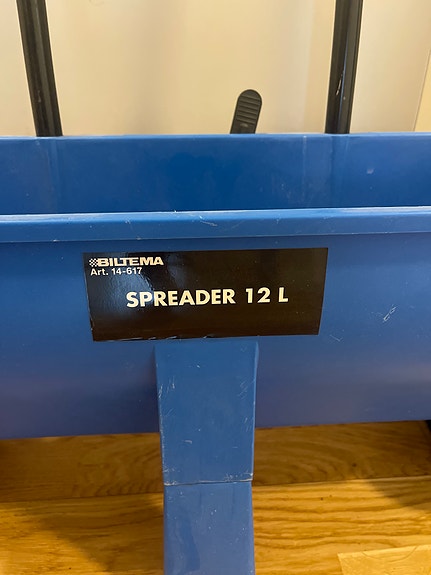 BILTEMA
Art. 14-617
SPREADER 12 L